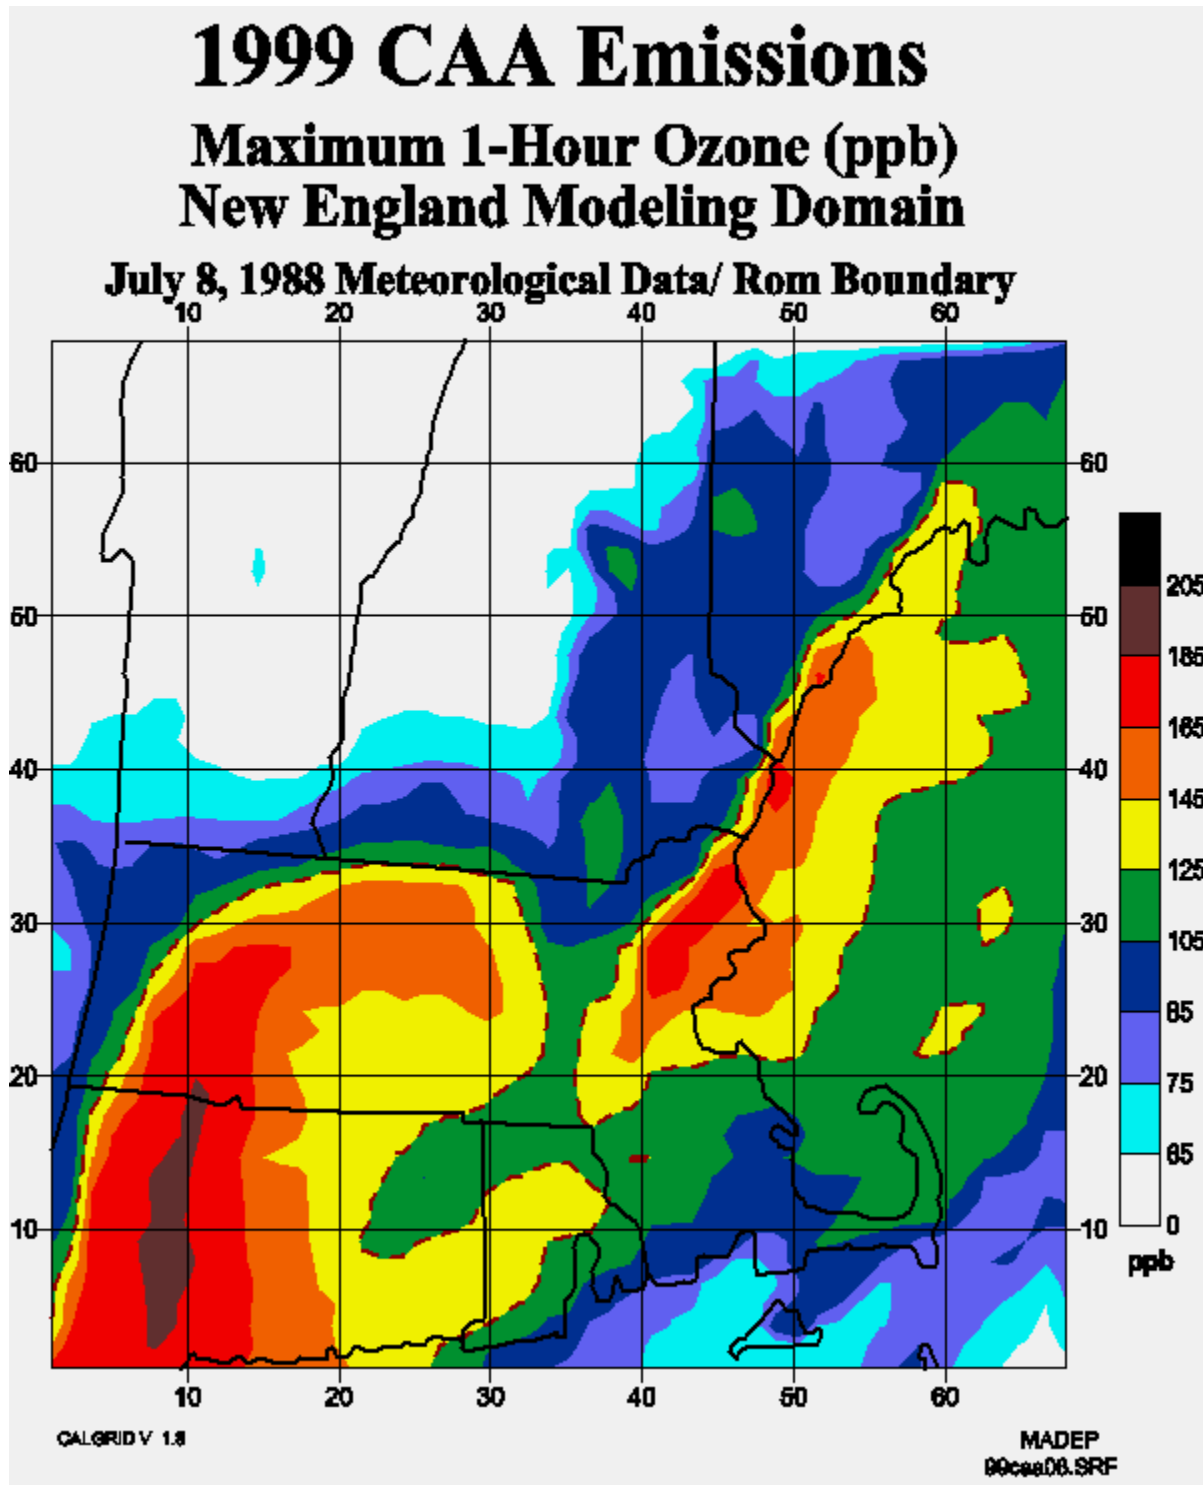 1999 CAA Emissions
Maximum 1-Hour Ozone (ppb)
New England Modeling Domain
July 8, 1988 Meteorological Data/ Rom Boundary
10 20 30 40 50 60
60 60
50 50
40 40
30 30
20 20
10 10
10 20 30 40 50 60
205
185
165
145
125
105
85
75
65
0
ppb
CALGRID V 1.6
MADEP
99caa08.SRF